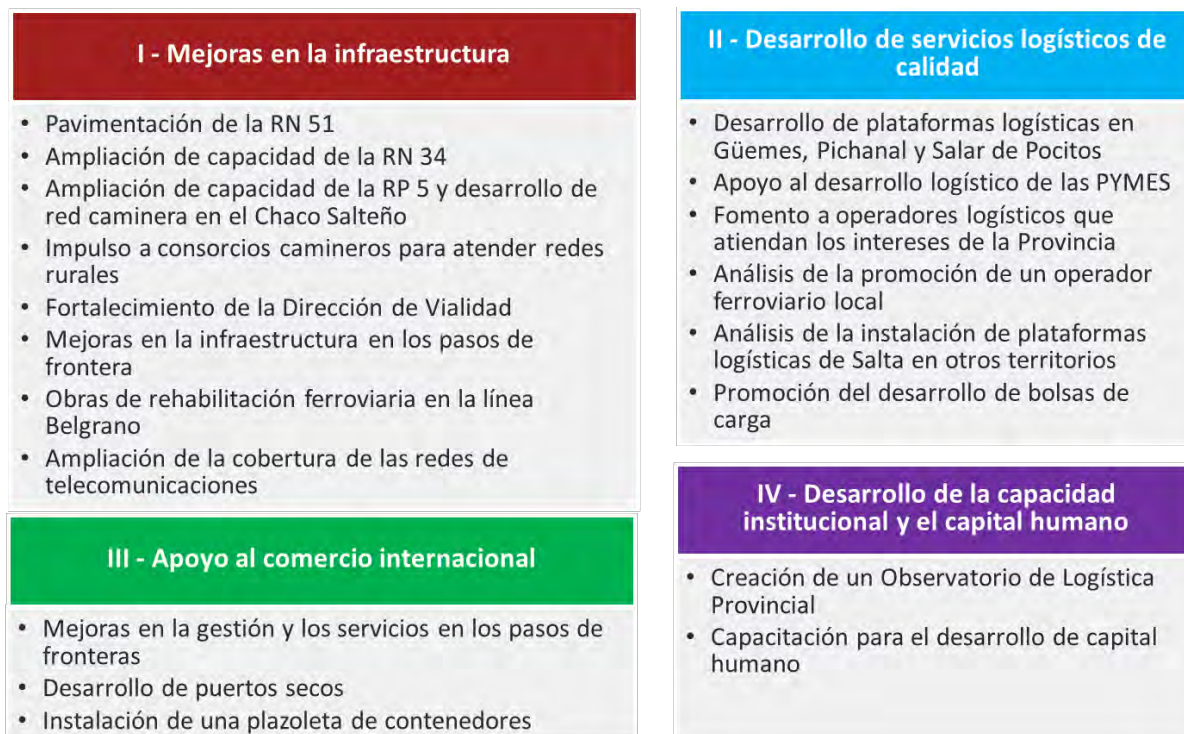 I - Mejoras en la infraestructura
• Pavimentación de la RN 51
• Ampliación de capacidad de la RN 34
• Ampliación de capacidad de la RP 5 y desarrollo de
red caminera en el Chaco Salteño
• Impulso a consorcios camineros para atender redes
rurales
• Fortalecimiento de la Dirección de Vialidad
• Mejoras en la infraestructura en los pasos de
frontera
• Obras de rehabilitación ferroviaria en la línea
Belgrano
• Ampliación de la cobertura de las redes de
telecomunicaciones
II - Desarrollo de servicios logísticos de
calidad
• Desarrollo de plataformas logísticas en
Güemes, Pichanal y Salar de Pocitos
• Apoyo al desarrollo logístico de las PYMES
• Fomento a operadores logísticos que
atiendan los intereses de la Provincia
• Análisis de la promoción de un operador
ferroviario local
• Análisis de la instalación de plataformas
logísticas de Salta en otros territorios
• Promoción del desarrollo de bolsas de
carga
III - Apoyo al comercio internacional
• Mejoras en la gestión y los servicios en los pasos de
fronteras
• Desarrollo de puertos secos
• Instalación de una plazoleta de contenedores
IV - Desarrollo de la capacidad
institucional y el capital humano
• Creación de un Observatorio de Logística
Provincial
• Capacitación para el desarrollo de capital
humano